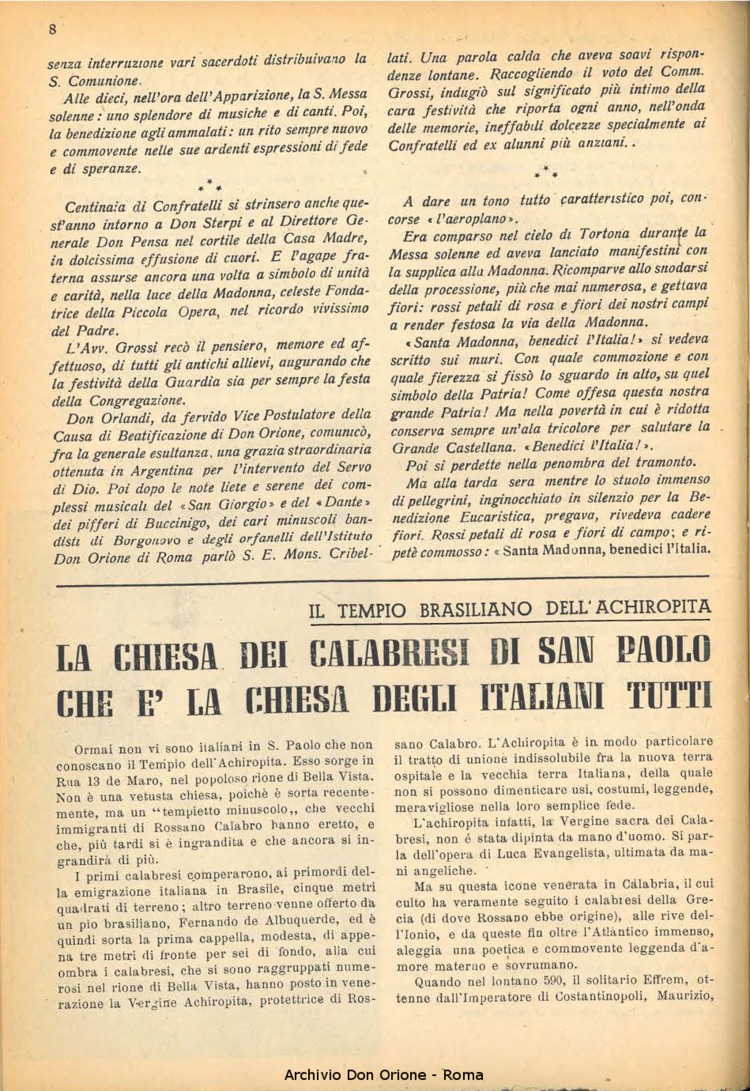 8
senza interruzione vari sacerdoti distribuivano la
S. Comunione.
Alle dieci, nell'ora dell'Apparizione, la S. Messa
solenne : uno splendore di musiche e di canti. Poi,
la benedizione agli ammalati : un rito sempre nuovo
e commovente nelle sue ardenti espressioni di fede
e di speranze.
* * *
Centinaia di Confratelli si strinsero anche que-
st'anno intorno a Don Sterpi e al Direttore Ge-
nerale Don Pensa nel cortile della Casa Madre,
in dolcissima effusione di cuori. E l'agape fra-
terna assurse ancora una volta a simbolo di unità
e carità, nella luce della Madonna, celeste Fonda-
trice della Piccola Opera, nel ricordo vivissimo
del Padre.
L'Avv. Grossi recò il pensiero, memore ed af-
fettuoso, di tutti gli antichi allievi, augurando che
la festività della Guardia sia per sempre la festa
della Congregazione.
Don Orlandi, da fervido Vice Postulatore della
Causa di Beatificazione di Don Orione, comunicò,
fra la generale esultanza, una grazia straordinaria
ottenuta in Argentina per l'intervento del Servo
di Dio. Poi dopo le note liete e serene dei com-
plessi musicali del «San Giorgio» e del «Dante»
dei pifferi di Buccinigo, dei cari minuscoli ban-
disti di Borgonovo e degli orfanelli dell'Istituto
Don Orione di Roma parlò S. E. Mons. Cribel-
lati. Una parola calda che aveva soavi rispon-
denze lontane. Raccogliendo il voto del Comm.
Grossi, indugiò sul significato più intimo della
cara festività che riporta ogni anno, nell'onda
delle memorie, ineffabili dolcezze specialmente ai
Confratelli ed ex alunni più anziani. .
* * *
A dare un tono tutto caratteristico poi, con-
corse « l'aeroplano ».
Era comparso nel cielo di Tortona durante la
Messa solenne ed aveva lanciato manifestini con
la supplica alla Madonna. Ricomparve allo snodarsi
della processione, più che mai numerosa, e gettava
fiori: rossi petali di rosa e fiori dei nostri campi
a render festosa la via della Madonna.
«Santa Madonna, benedici l'Italia!» si vedeva
scritto sui muri. Con quale commozione e con
quale fierezza si fissò lo sguardo in alto, su quel
simbolo della Patria! Come offesa questa nostra
grande Patria! Ma nella povertà in cui è ridotta
conserva sempre un'ala tricolore per salutare la
Grande Castellana. «Benedici l'Italia!».
Poi si perdette nella penombra del tramonto.
Ma alla tarda sera mentre lo stuolo immenso
di pellegrini, inginocchiato in silenzio per la Be-
nedizione Eucaristica, pregava, rivedeva cadere
fiori. Rossi petali di rosa e fiori di campo; e ri-
petè commosso : « Santa Madonna, benedici l'Italia.
IL TEMPIO BRASILIANO DELL'ACHIROPITA
LA CHIESA DEI CALABRESI DI SAN PAOLO
CHE E' LA CHIESA DEGLI ITALIANI TUTTI
Ormai non vi sono italiani in S. Paolo che non
conoscano il Tempio dell'Achiropita. Esso sorge in
Rua 13 de Maro, nel popoloso rione di Bella Vista.
Non è una vetusta chiesa, poichè è sorta recente-
mente, ma un “tempietto minuscolo„ che vecchi
immigranti di Rossano Calabro hanno eretto, e
che, più tardi si è ingrandita e che ancora si in-
grandirà di più.
I primi calabresi comperarono, ai primordi del-
la emigrazione italiana in Brasile, cinque metri
quadrati di terreno ; altro terreno venne offerto da
un pio brasiliano, Fernando de Albuquerde, ed è
quindi sorta la prima cappella, modesta, di appe-
na tre metri di fronte per sei di fondo, alla cui
ombra i calabresi, che si sono raggruppati nume-
rosi nel rione di Bella Vista, hanno posto in vene-
razione la Vergine Achiropita, protettrice di Ros-
sano Calabro. L'Achiropita è in modo particolare
il tratto di unione indissolubile fra la nuova terra
ospitale e la vecchia terra Italiana, della quale
non si possono dimenticare usi, costumi, leggende,
meravigliose nella loro semplice fede.
L'achiropita infatti, la Vergine sacra dei Cala-
bresi, non é stata dipinta da mano d'uomo. Si par-
la dell'opera di Luca Evangelista, ultimata da ma-
ni angeliche.
Ma su questa icone venerata in Calabria, il cui
culto ha veramente seguito i calabresi della Gre-
cia (di dove Rossano ebbe origine), alle rive del-
l'Ionio, e da queste fin oltre l'Atlantico immenso,
aleggia una poetica e commovente leggenda d'a-
more materno e sovrumano.
Quando nel lontano 590, il solitario Effrem, ot-
tenne dall'Imperatore di Costantinopoli, Maurizio,
Archivio Don Orione - Roma